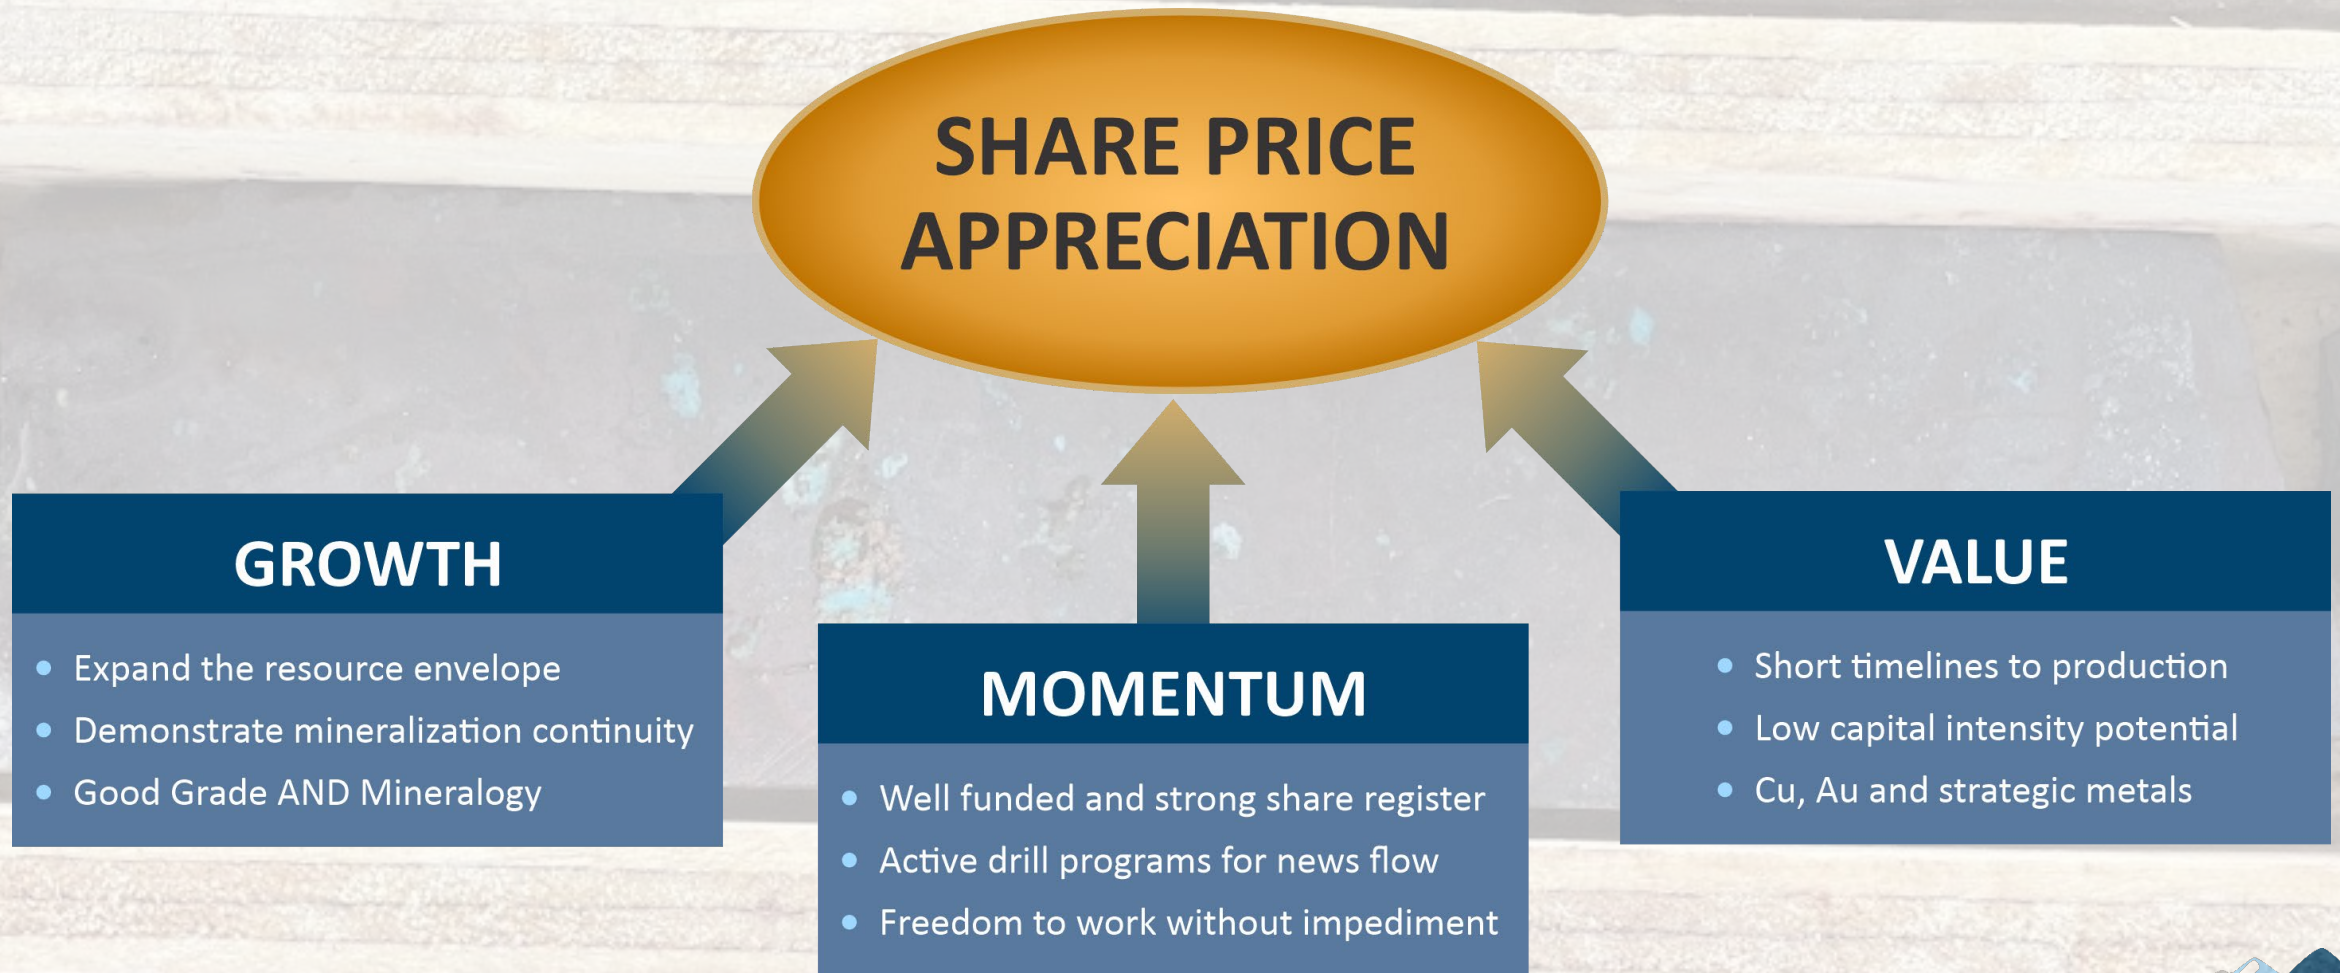 SHARE PRICE
APPRECIATION
GROWTH
Expand the resource envelope
Demonstrate mineralization continuity
Good Grade AND Mineralogy
MOMENTUM
Well funded and strong share register
Active drill programs for news flow
Freedom to work without impediment
VALUE
Short timelines to production
Low capital intensity potential
Cu, Au and strategic metals